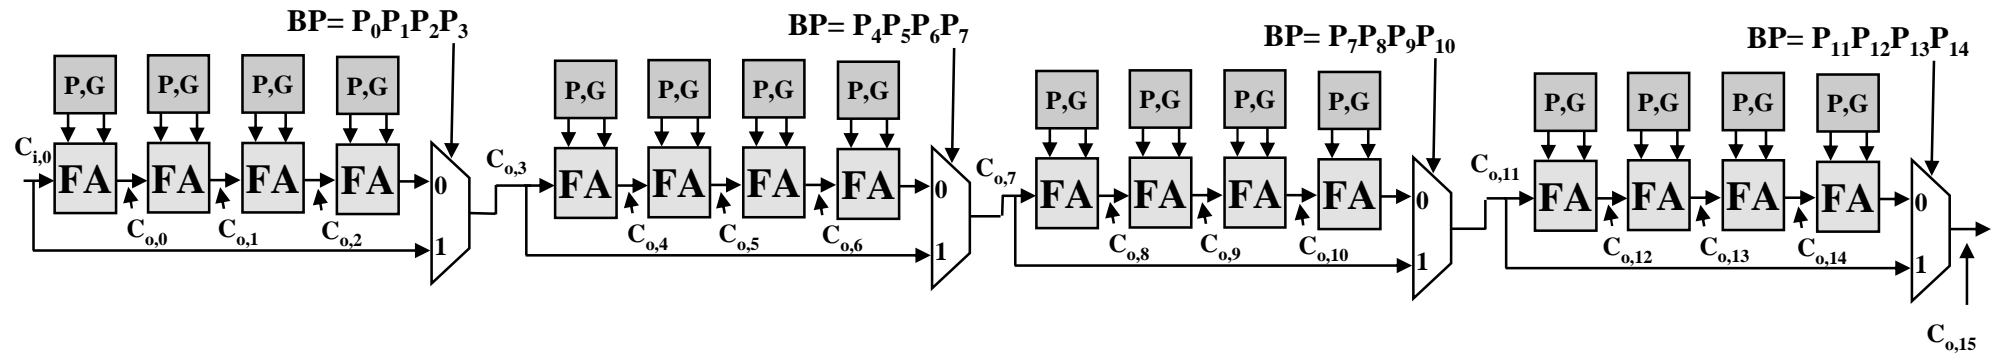 BP= P0P1P2P3
BP= P4P5P6P7
BP= P7P8P9P10
BP= P11P12P13P14
P,G P,G P,G P,G P,G P,G P,G P,G P,G P,G P,G P,G P,G P,G P,G P,G
Ci,0 FA FA FA FA 0 Co,3 FA FA FA FA 0 Co,7 FA FA FA FA 0 Co,11 FA FA FA FA 0
Co,0 Co,1 Co,2 1 Co,4 Co,5 Co,6 1 Co,8 Co,9 Co,10 1 Co,12 Co,13 Co,14 1
Co,15